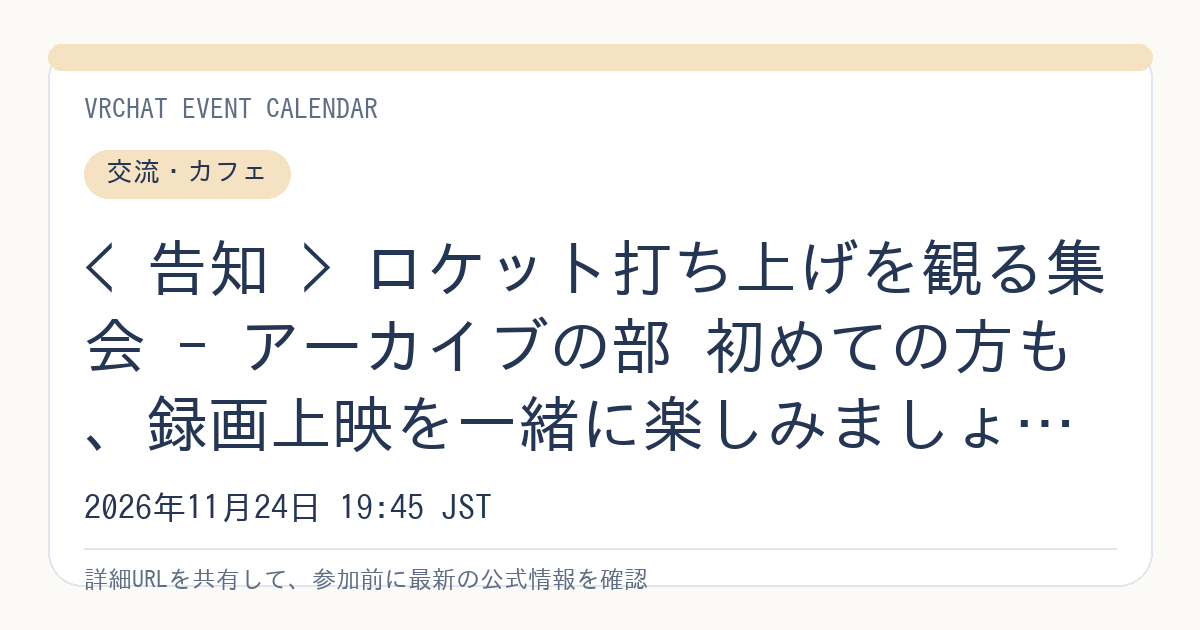 VRCHAT EVENT CALENDAR
交流・カフェ
< 告知 > ロケット打ち上げを観る集
会 - アーカイブの部 初めての方も
、録画上映を一緒に楽しみましょ…
2026年11月24日 19:45 JST
詳細URLを共有して、参加前に最新の公式情報を確認